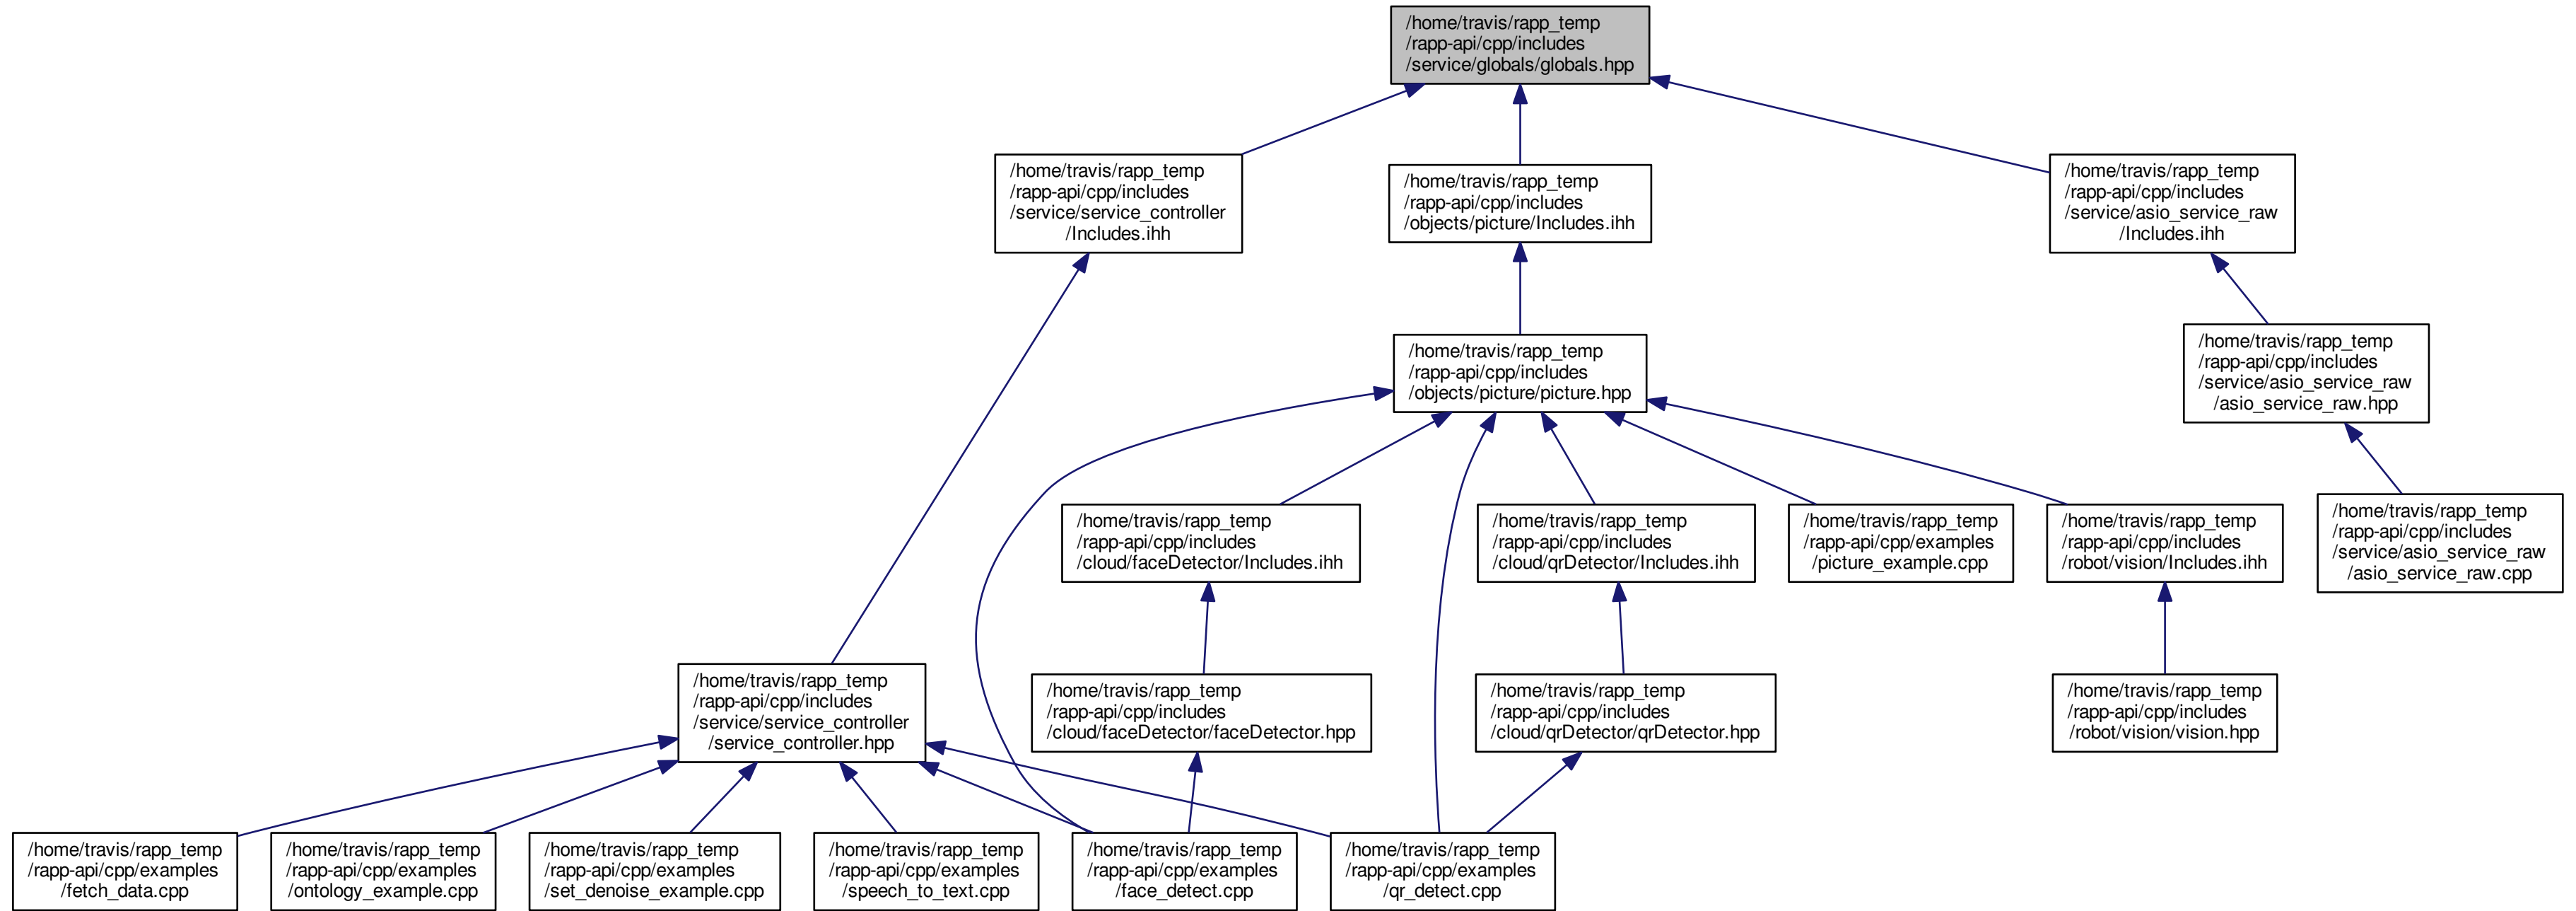 /home/travis/rapp_temp
/rapp-api/cpp/includes
/service/globals/globals.hpp
/home/travis/rapp_temp
/rapp-api/cpp/includes
/service/service_controller
/Includes.ihh
/home/travis/rapp_temp
/rapp-api/cpp/includes
/objects/picture/Includes.ihh
/home/travis/rapp_temp
/rapp-api/cpp/includes
/service/asio_service_raw
/Includes.ihh
/home/travis/rapp_temp
/rapp-api/cpp/includes
/objects/picture/picture.hpp
/home/travis/rapp_temp
/rapp-api/cpp/includes
/service/asio_service_raw
/asio_service_raw.hpp
/home/travis/rapp_temp
/rapp-api/cpp/includes
/cloud/faceDetector/Includes.ihh
/home/travis/rapp_temp
/rapp-api/cpp/includes
/cloud/qrDetector/Includes.ihh
/home/travis/rapp_temp
/rapp-api/cpp/examples
/picture_example.cpp
/home/travis/rapp_temp
/rapp-api/cpp/includes
/robot/vision/Includes.ihh
/home/travis/rapp_temp
/rapp-api/cpp/includes
/service/asio_service_raw
/asio_service_raw.cpp
/home/travis/rapp_temp
/rapp-api/cpp/includes
/service/service_controller
/service_controller.hpp
/home/travis/rapp_temp
/rapp-api/cpp/includes
/cloud/faceDetector/faceDetector.hpp
/home/travis/rapp_temp
/rapp-api/cpp/includes
/cloud/qrDetector/qrDetector.hpp
/home/travis/rapp_temp
/rapp-api/cpp/includes
/robot/vision/vision.hpp
/home/travis/rapp_temp
/rapp-api/cpp/examples
/fetch_data.cpp
/home/travis/rapp_temp
/rapp-api/cpp/examples
/ontology_example.cpp
/home/travis/rapp_temp
/rapp-api/cpp/examples
/set_denoise_example.cpp
/home/travis/rapp_temp
/rapp-api/cpp/examples
/speech_to_text.cpp
/home/travis/rapp_temp
/rapp-api/cpp/examples
/face_detect.cpp
/home/travis/rapp_temp
/rapp-api/cpp/examples
/qr_detect.cpp